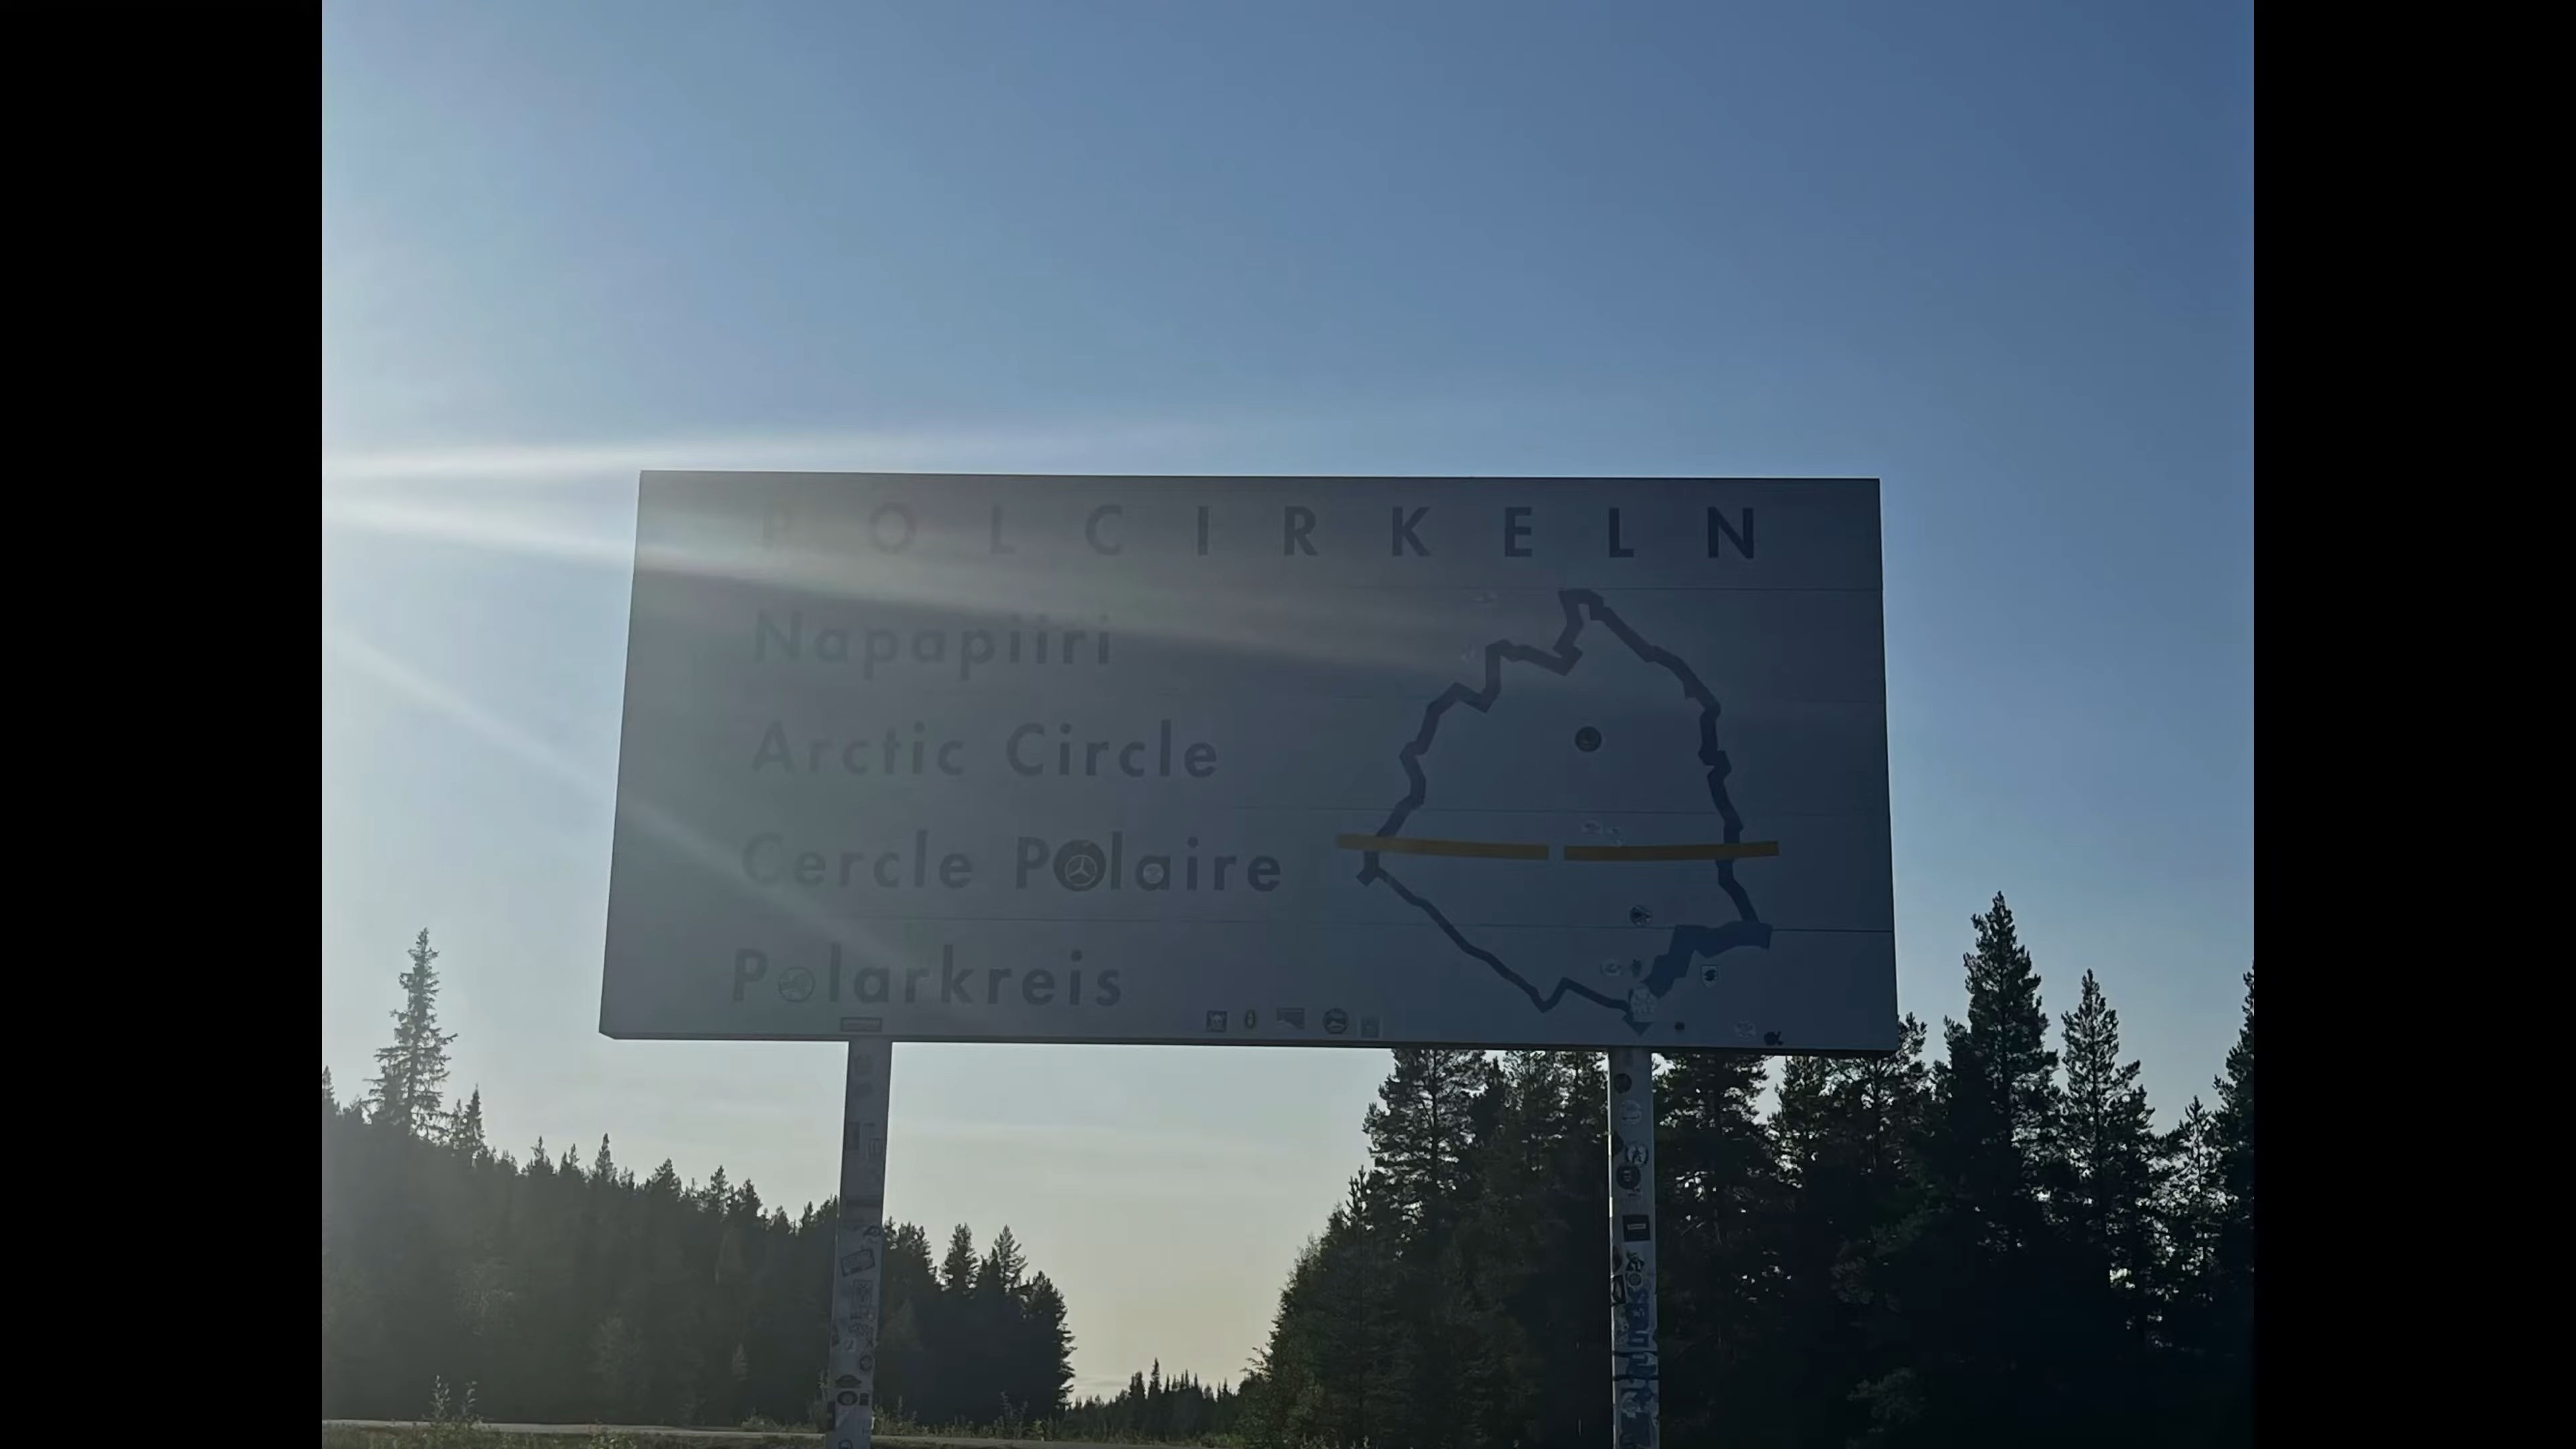 POLCIRKELN
Napapiiri
Arctic Circle
Cercle Polaire
Polarkreis